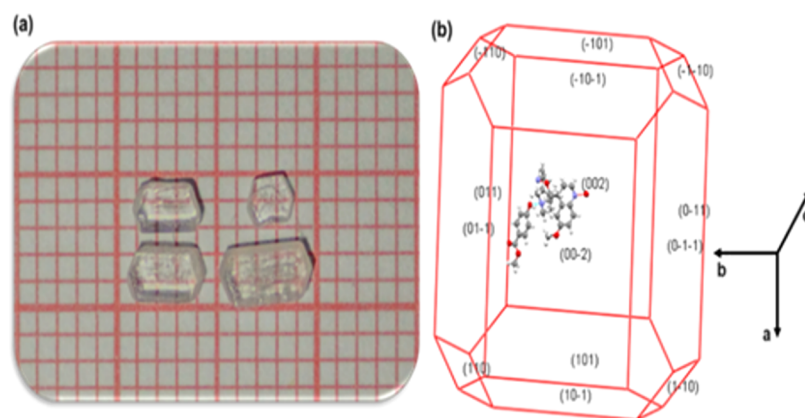 (a)
(b)
(-101)
(-110)
(-1-10)
(-10-1)
(011)
(002)
(01-1)
(0-11)
(0-1-1)
(00-2)
b
c
a
(101)
(110)
(10-1)
(1-10)